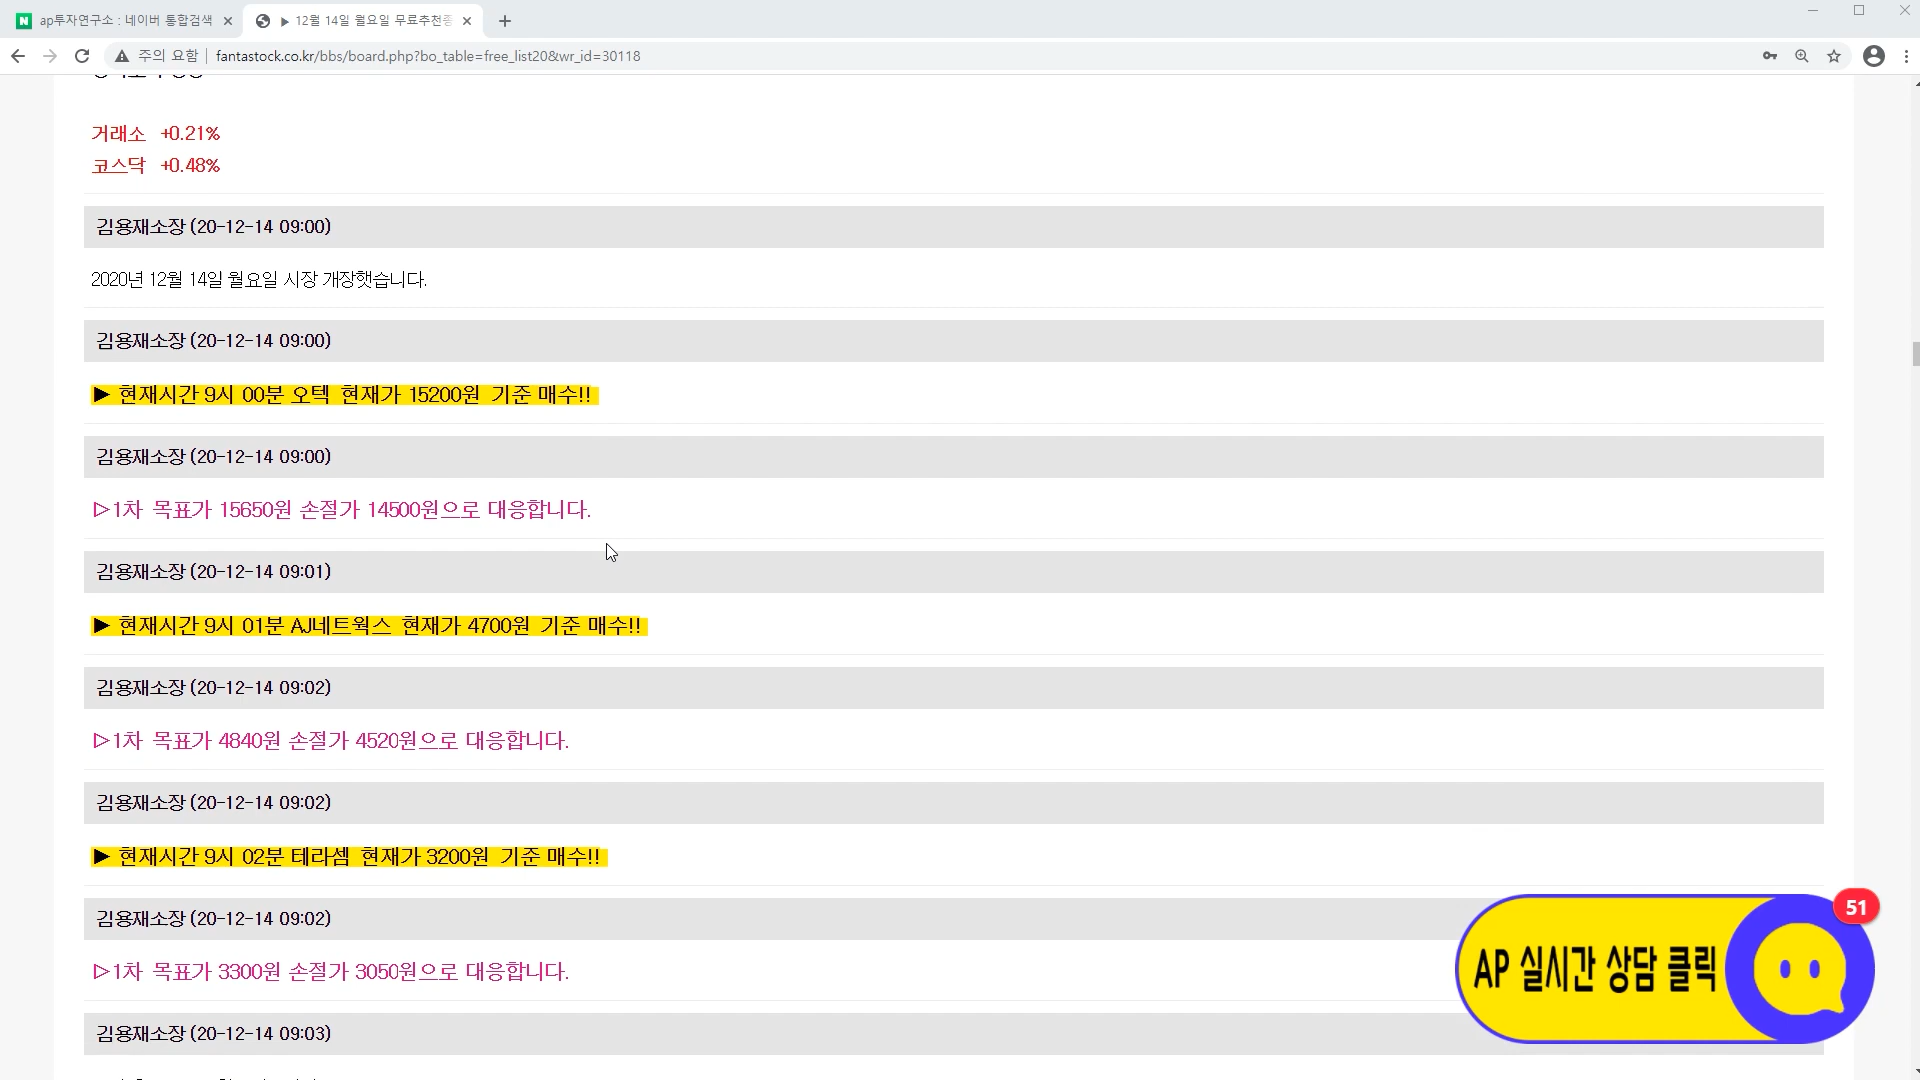 ap투자연구소 : 네이버 통합검색
▶ 12월 14일 월요일 무료추천종
주의 요함
fantastock.co.kr/bbs/board.php?bo_table=free_list20&wr_id=30118
거래소 +0.21%
코스닥 +0.48%
김용재소장 (20-12-14 09:00)
2020년 12월 14일 월요일 시장 개장햇습니다.
김용재소장 (20-12-14 09:00)
▶ 현재시간 9시 00분 오텍 현재가 15200원 기준 매수!!
김용재소장 (20-12-14 09:00)
▷1차 목표가 15650원 손절가 14500원으로 대응합니다.
김용재소장 (20-12-14 09:01)
▶ 현재시간 9시 01분 AJ네트웍스 현재가 4700원 기준 매수!!
김용재소장 (20-12-14 09:02)
▷1차 목표가 4840원 손절가 4520원으로 대응합니다.
김용재소장 (20-12-14 09:02)
▶ 현재시간 9시 02분 테라셈 현재가 3200원 기준 매수!!
김용재소장 (20-12-14 09:02)
▷1차 목표가 3300원 손절가 3050원으로 대응합니다.
김용재소장 (20-12-14 09:03)
AP 실시간 상담 클릭
51